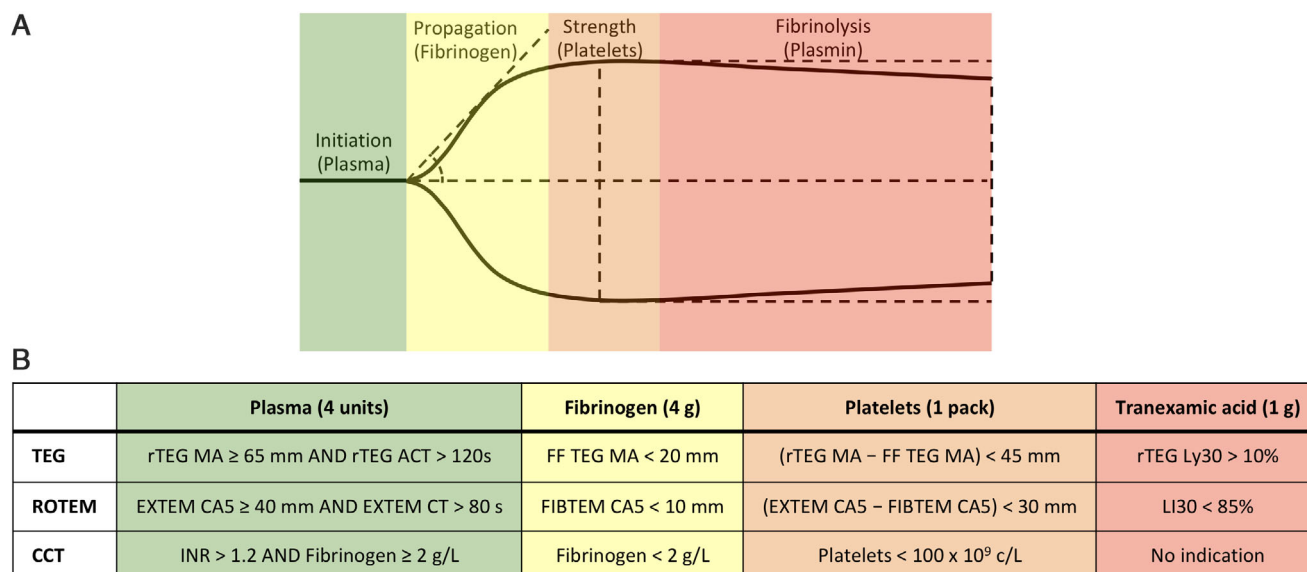 A
Propagation
(Fibrinogen)
Strength
(Platelets)
Fibrinolysis
(Plasmin)
Initiation
(Plasma)
B
Plasma (4 units) Fibrinogen (4 g) Platelets (1 pack) Tranexamic acid (1 g)
TEG rTEG MA ≥ 65 mm AND rTEG ACT > 120s FF TEG MA < 20 mm (rTEG MA – FF TEG MA) < 45 mm rTEG Ly30 > 10%
ROTEM EXTEM CA5 ≥ 40 mm AND EXTEM CT > 80 s FIBTEM CA5 < 10 mm (EXTEM CA5 – FIBTEM CA5) < 30 mm LI30 < 85%
CCT INR > 1.2 AND Fibrinogen ≥ 2 g/L Fibrinogen < 2 g/L Platelets < 100 x 10⁹ c/L No indication